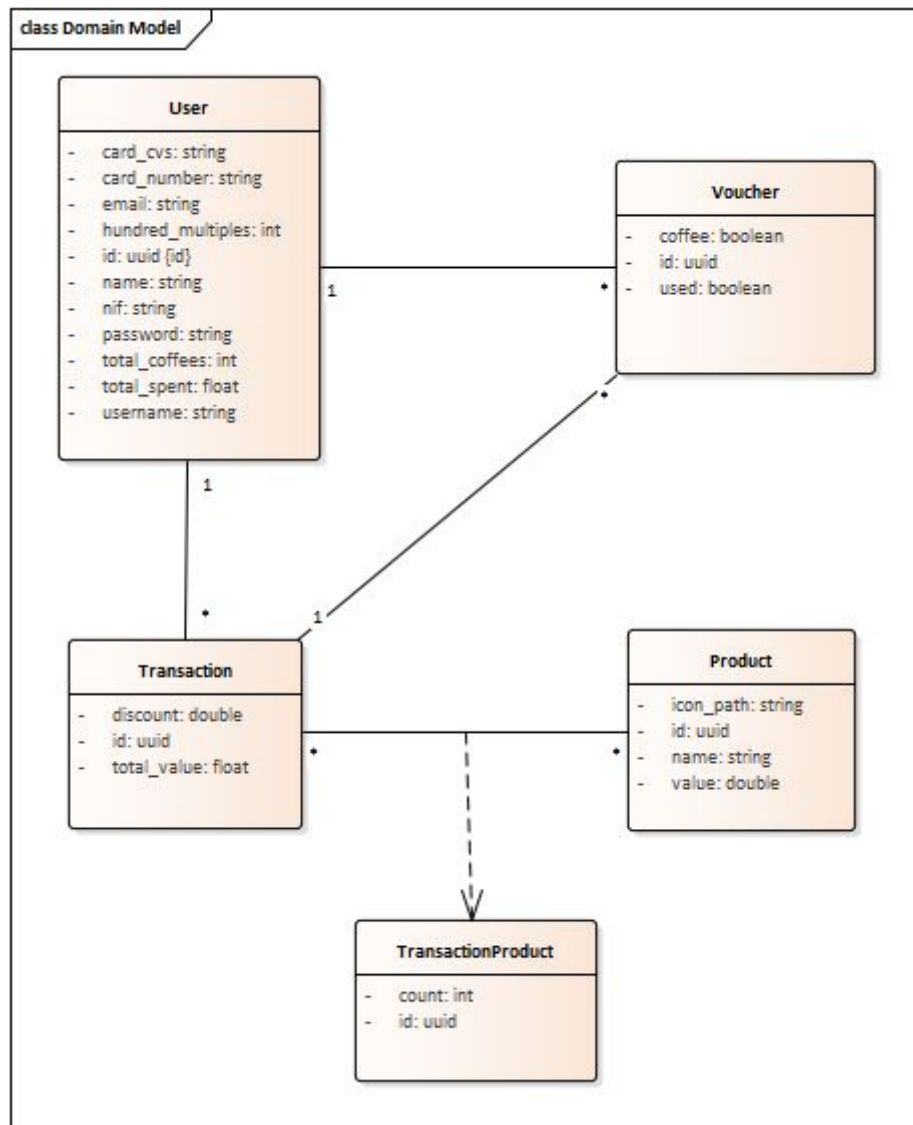 class Domain Model
User
- card_cvs: string
- card_number: string
- email: string
- hundred_multiples: int
- id: uuid {id}
- name: string
- nif: string
- password: string
- total_coffees: int
- total_spent: float
- username: string
Voucher
- coffee: boolean
- id: uuid
- used: boolean
1
*
*
1
*
1
Transaction
- discount: double
- id: uuid
- total_value: float
Product
- icon_path: string
- id: uuid
- name: string
- value: double
*
*
TransactionProduct
- count: int
- id: uuid